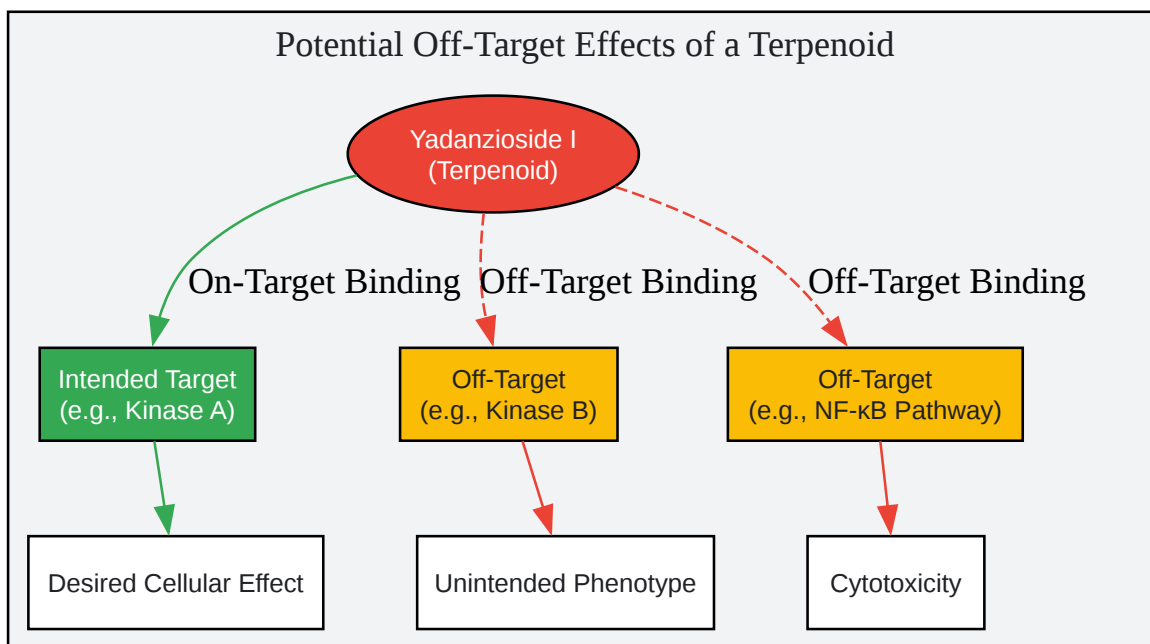 Potential Off-Target Effects of a Terpenoid
Yadanzioside I
(Terpenoid)
On-Target Binding
Off-Target Binding
Off-Target Binding
Intended Target
(e.g., Kinase A)
Off-Target
(e.g., Kinase B)
Off-Target
(e.g., NF-κB Pathway)
Desired Cellular Effect
Unintended Phenotype
Cytotoxicity